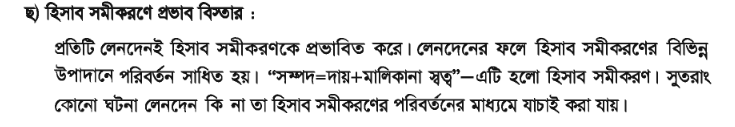 ছ) হিসাব সমীকরণে প্রভাব বিস্তার :
প্রতিটি লেনদেনই হিসাব সমীকরণকে প্রভাবিত করে। লেনদেনের ফলে হিসাব সমীকরণের বিভিন্ন
উপাদানে পরিবর্তন সাধিত হয়। “সম্পদ=দায়+মালিকানা স্বত্ব”—এটি হলো হিসাব সমীকরণ। সুতরাং
কোনো ঘটনা লেনদেন কি না তা হিসাব সমীকরণের পরিবর্তনের মাধ্যমে যাচাই করা যায়।